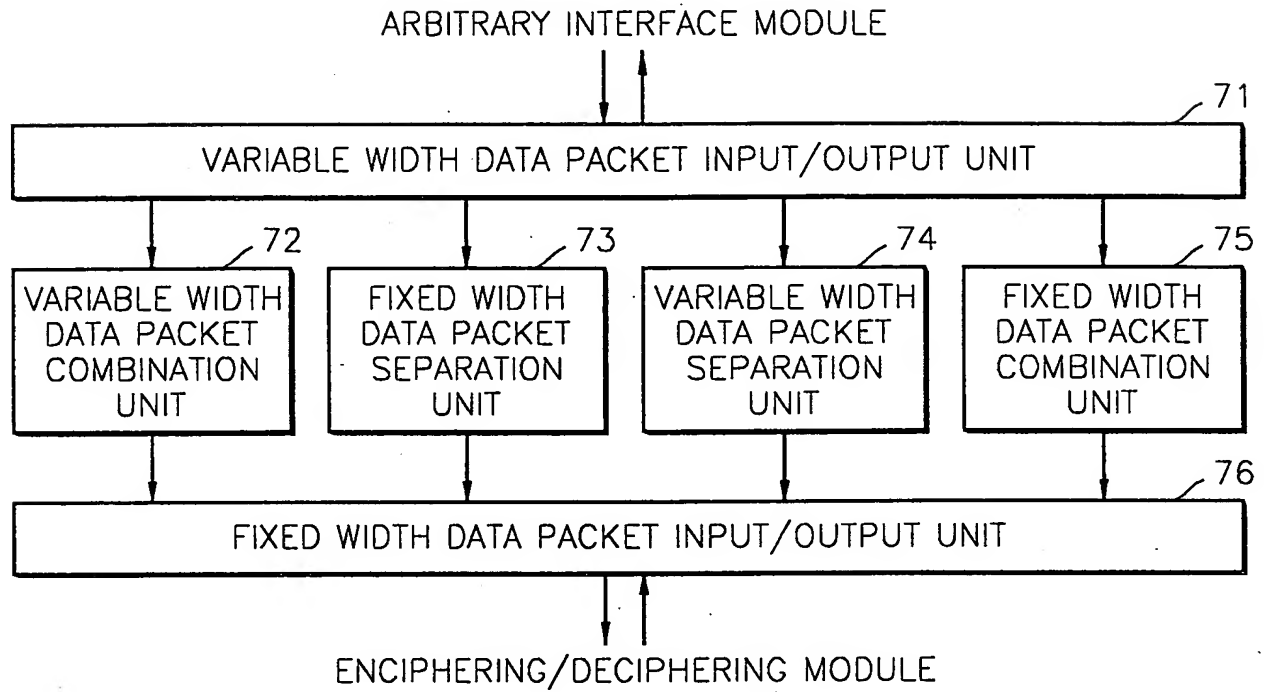 ARBITRARY INTERFACE MODULE
71
VARIABLE WIDTH DATA PACKET INPUT/OUTPUT UNIT
72
VARIABLE WIDTH
DATA PACKET
COMBINATION
UNIT
73
FIXED WIDTH
DATA PACKET
SEPARATION
UNIT
74
VARIABLE WIDTH
DATA PACKET
SEPARATION
UNIT
75
FIXED WIDTH
DATA PACKET
COMBINATION
UNIT
76
FIXED WIDTH DATA PACKET INPUT/OUTPUT UNIT
ENCIPHERING/DECIPHERING MODULE